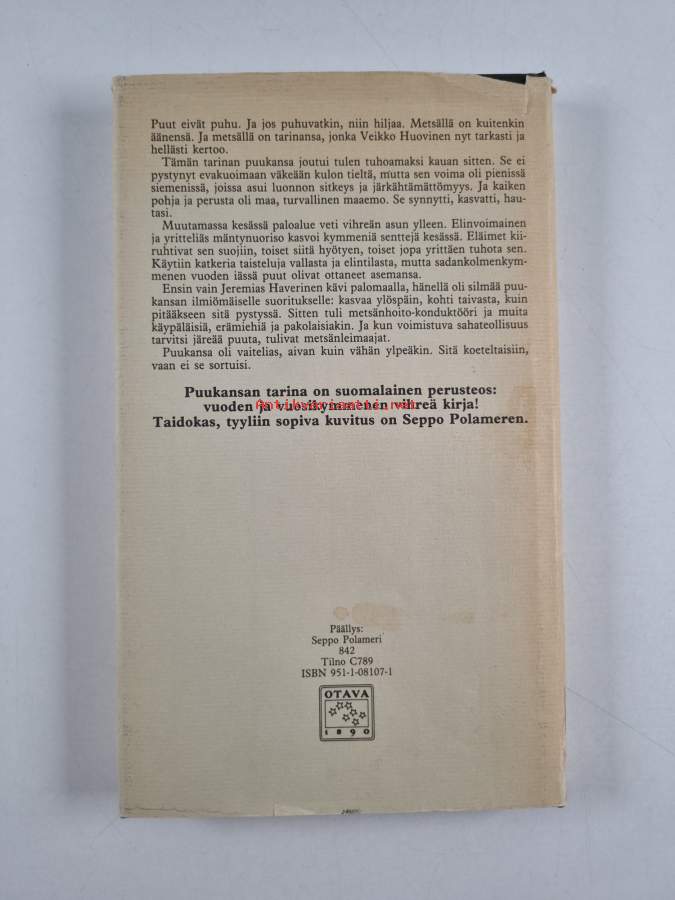 Puut eivät puhu. Ja jos puhuvatkin, niin hiljaa. Metsällä on kuitenkin
äänensä. Ja metsällä on tarinansa, jonka Veikko Huovinen nyt tarkasti ja
hellästi kertoo.
Tämän tarinan puukansa joutui tulen tuhoamaksi kauan sitten. Se ei
pystynyt evakuoimaan väkeään kulon tieltä, mutta sen voima oli pienissä
siemenissä, joissa asui luonnon sitkeys ja järkähtämättömyys. Ja kaiken
pohja ja perusta oli maa, turvallinen maaemo. Se synnytti, kasvatti, hau-
tasi.
Muutamassa kesässä paloalue veti vihreän asun ylleen. Elinvoimainen
ja yritteliäs mäntynuoriso kasvoi kymmeniä senttejä kesässä. Eläimet kii-
ruhtivat sen suojiin, toiset siitä hyötyen, toiset jopa yrittäen tuhota sen.
Käytiin katkeria taisteluja vallasta ja elintilasta, mutta sadankolmenkym-
menen vuoden iässä puut olivat ottaneet asemansa.
Ensin vain Jeremias Haverinen kävi palomaalla, hänellä oli silmää puu-
kansan ilmiömäiselle suoritukselle: kasvaa ylöspäin, kohti taivasta, kuin
pitääkseen sitä pystyssä. Sitten tuli metsänhoito-konduktööri ja muita
käypäläisiä, erämiehiä ja pakolaisiakin. Ja kun voimistuva sahateollisuus
tarvitsi järeää puuta, tulivat metsänleimaajat.
Puukansa oli vaitelias, aivan kuin vähän ylpeäkin. Sitä koeteltaisiin,
vaan ei se sortuisi.
Puukansan tarina on suomalainen perusteos:
vuoden ja vuosikymmenen vihreä kirja!
Antikvariaatti.net
Taidokas, tyyliin sopiva kuvitus on Seppo Polameren.
Päällys:
Seppo Polameri
842
Tilno C789
ISBN 951-1-08107-1
OTAVA
1890